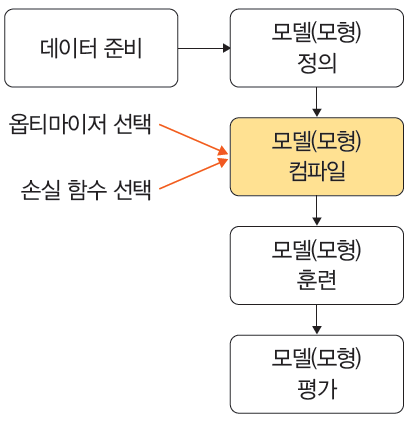 데이터 준비
모델(모형)
정의
옵티마이저 선택
손실 함수 선택
모델(모형)
컴파일
모델(모형)
훈련
모델(모형)
평가